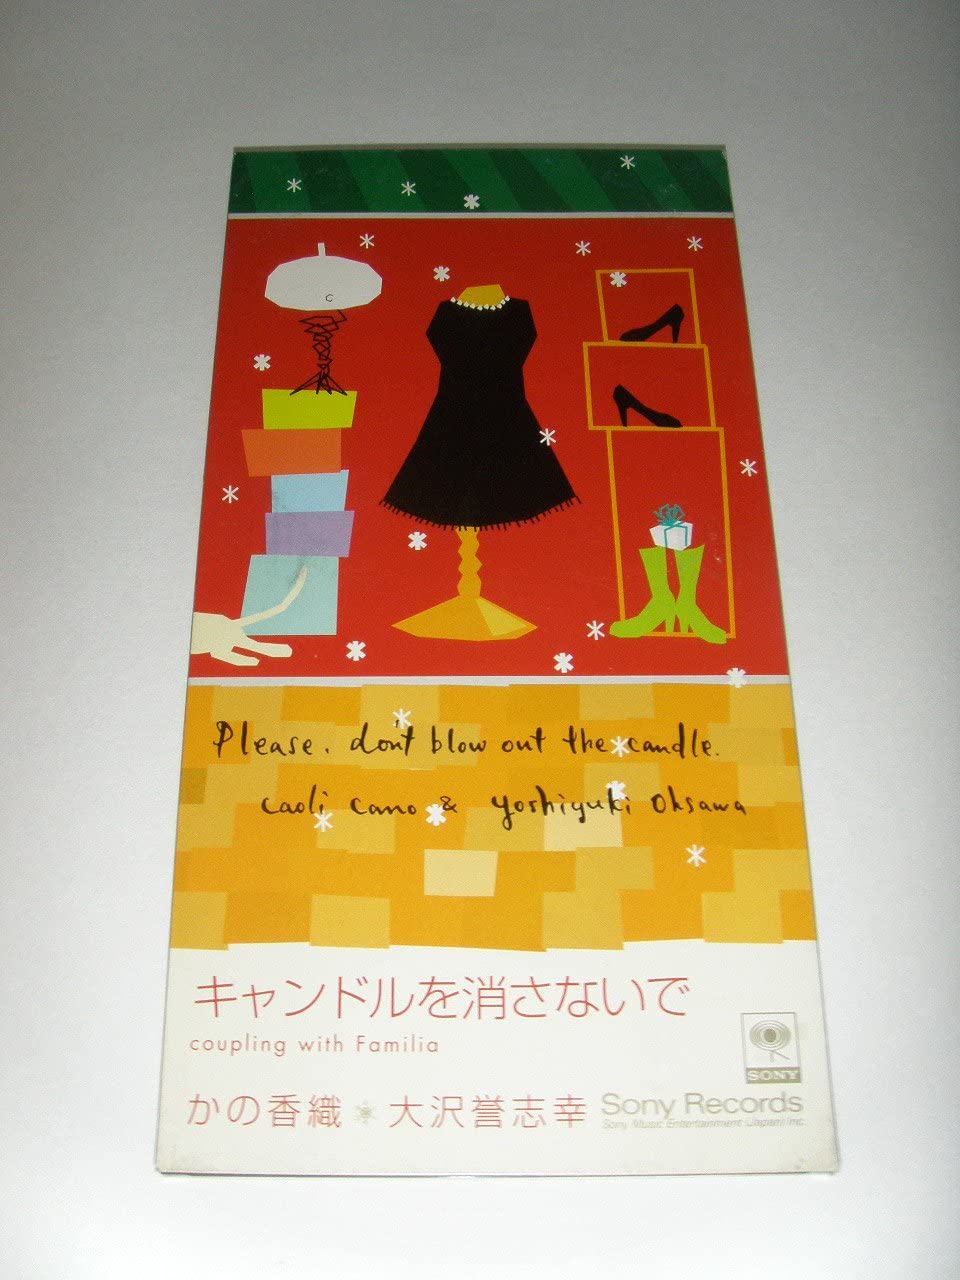 C
Please. don't blow out the candle.
caoli cano & yoshiyuki ohsawa
キャンドルを消さないで
coupling with Familia
SONY
かの香織＊大沢誉志幸
Sony Records
Sony Music Entertainment (Japan) Inc.